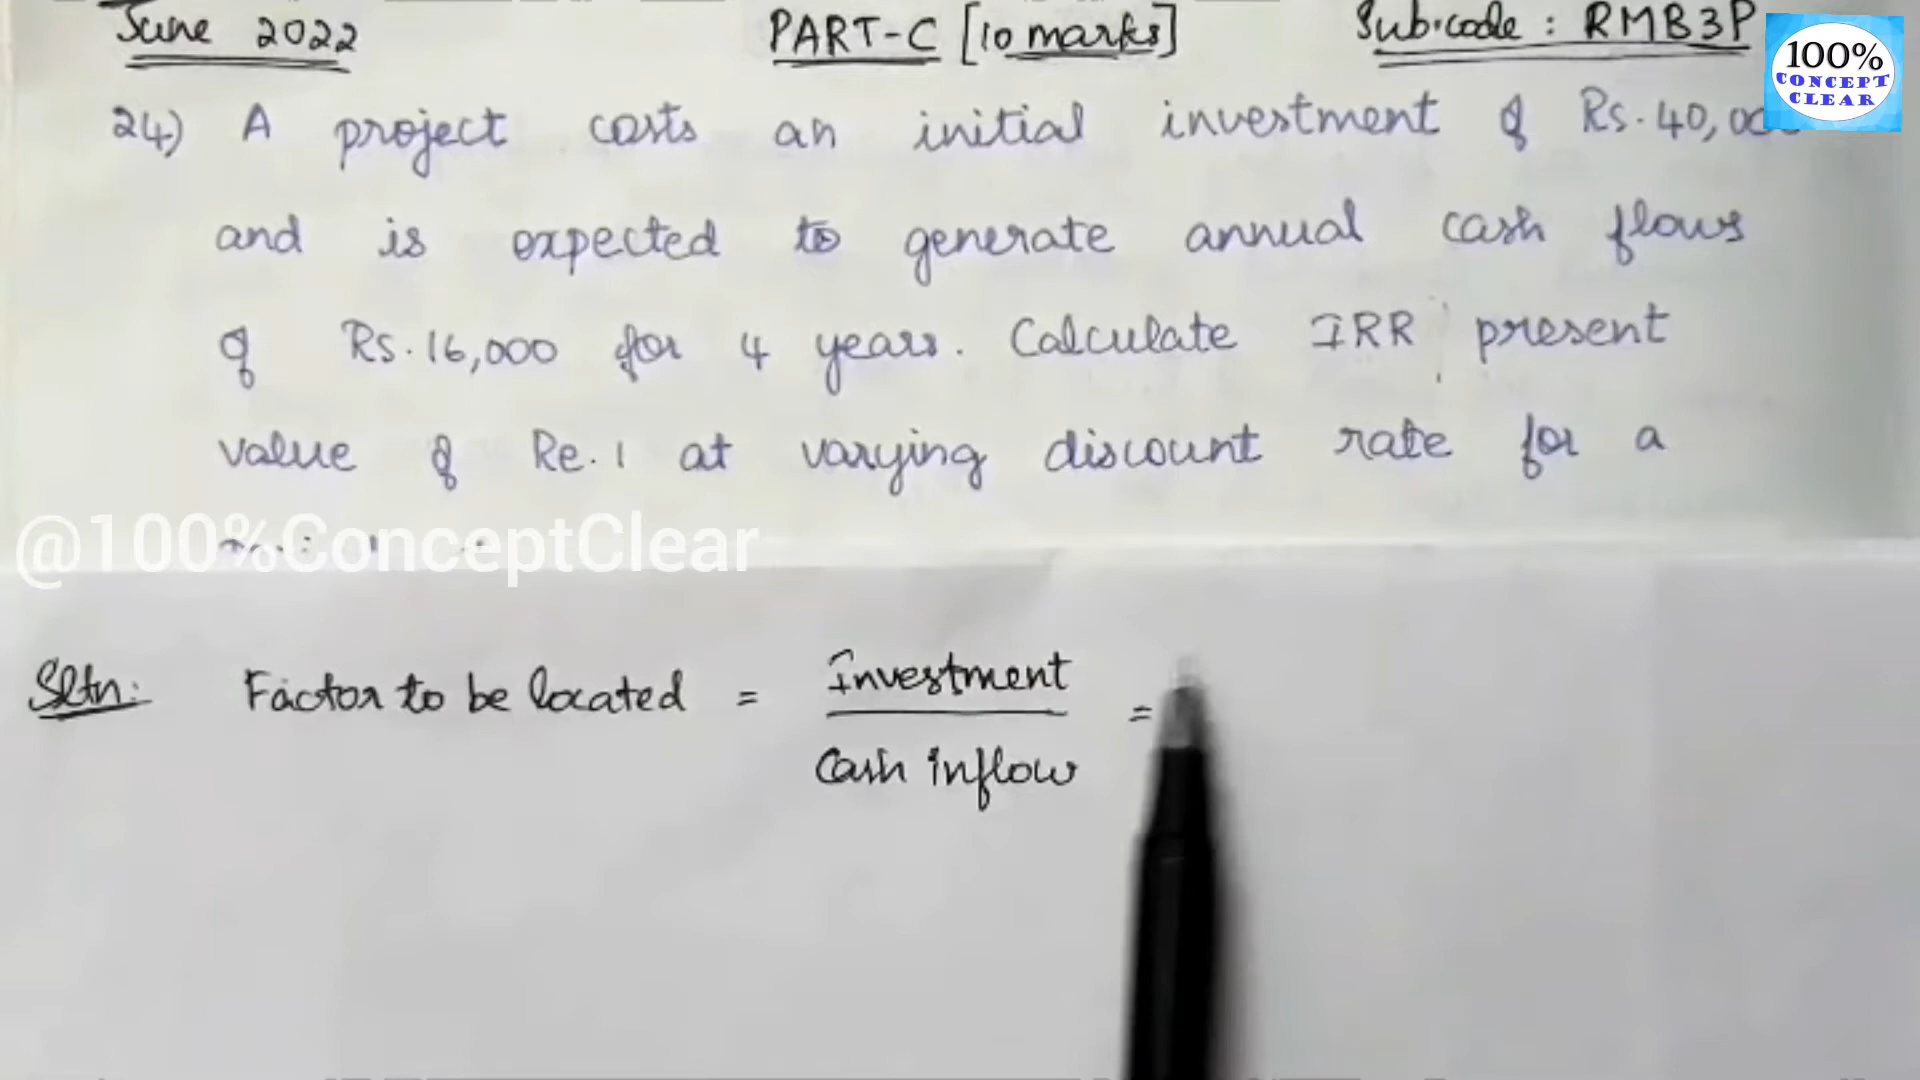 June 2022 PART-C [10 marks] Sub.code : RMB3P
100%
CONCEPT
CLEAR
24) A project costs an initial investment of Rs. 40,000
and is expected to generate annual cash flows
of Rs. 16,000 for 4 years. Calculate IRR present
value of Re. 1 at varying discount rate for a
@100%ConceptClear
Sltn: Factor to be located = Investment =
Cash inflow